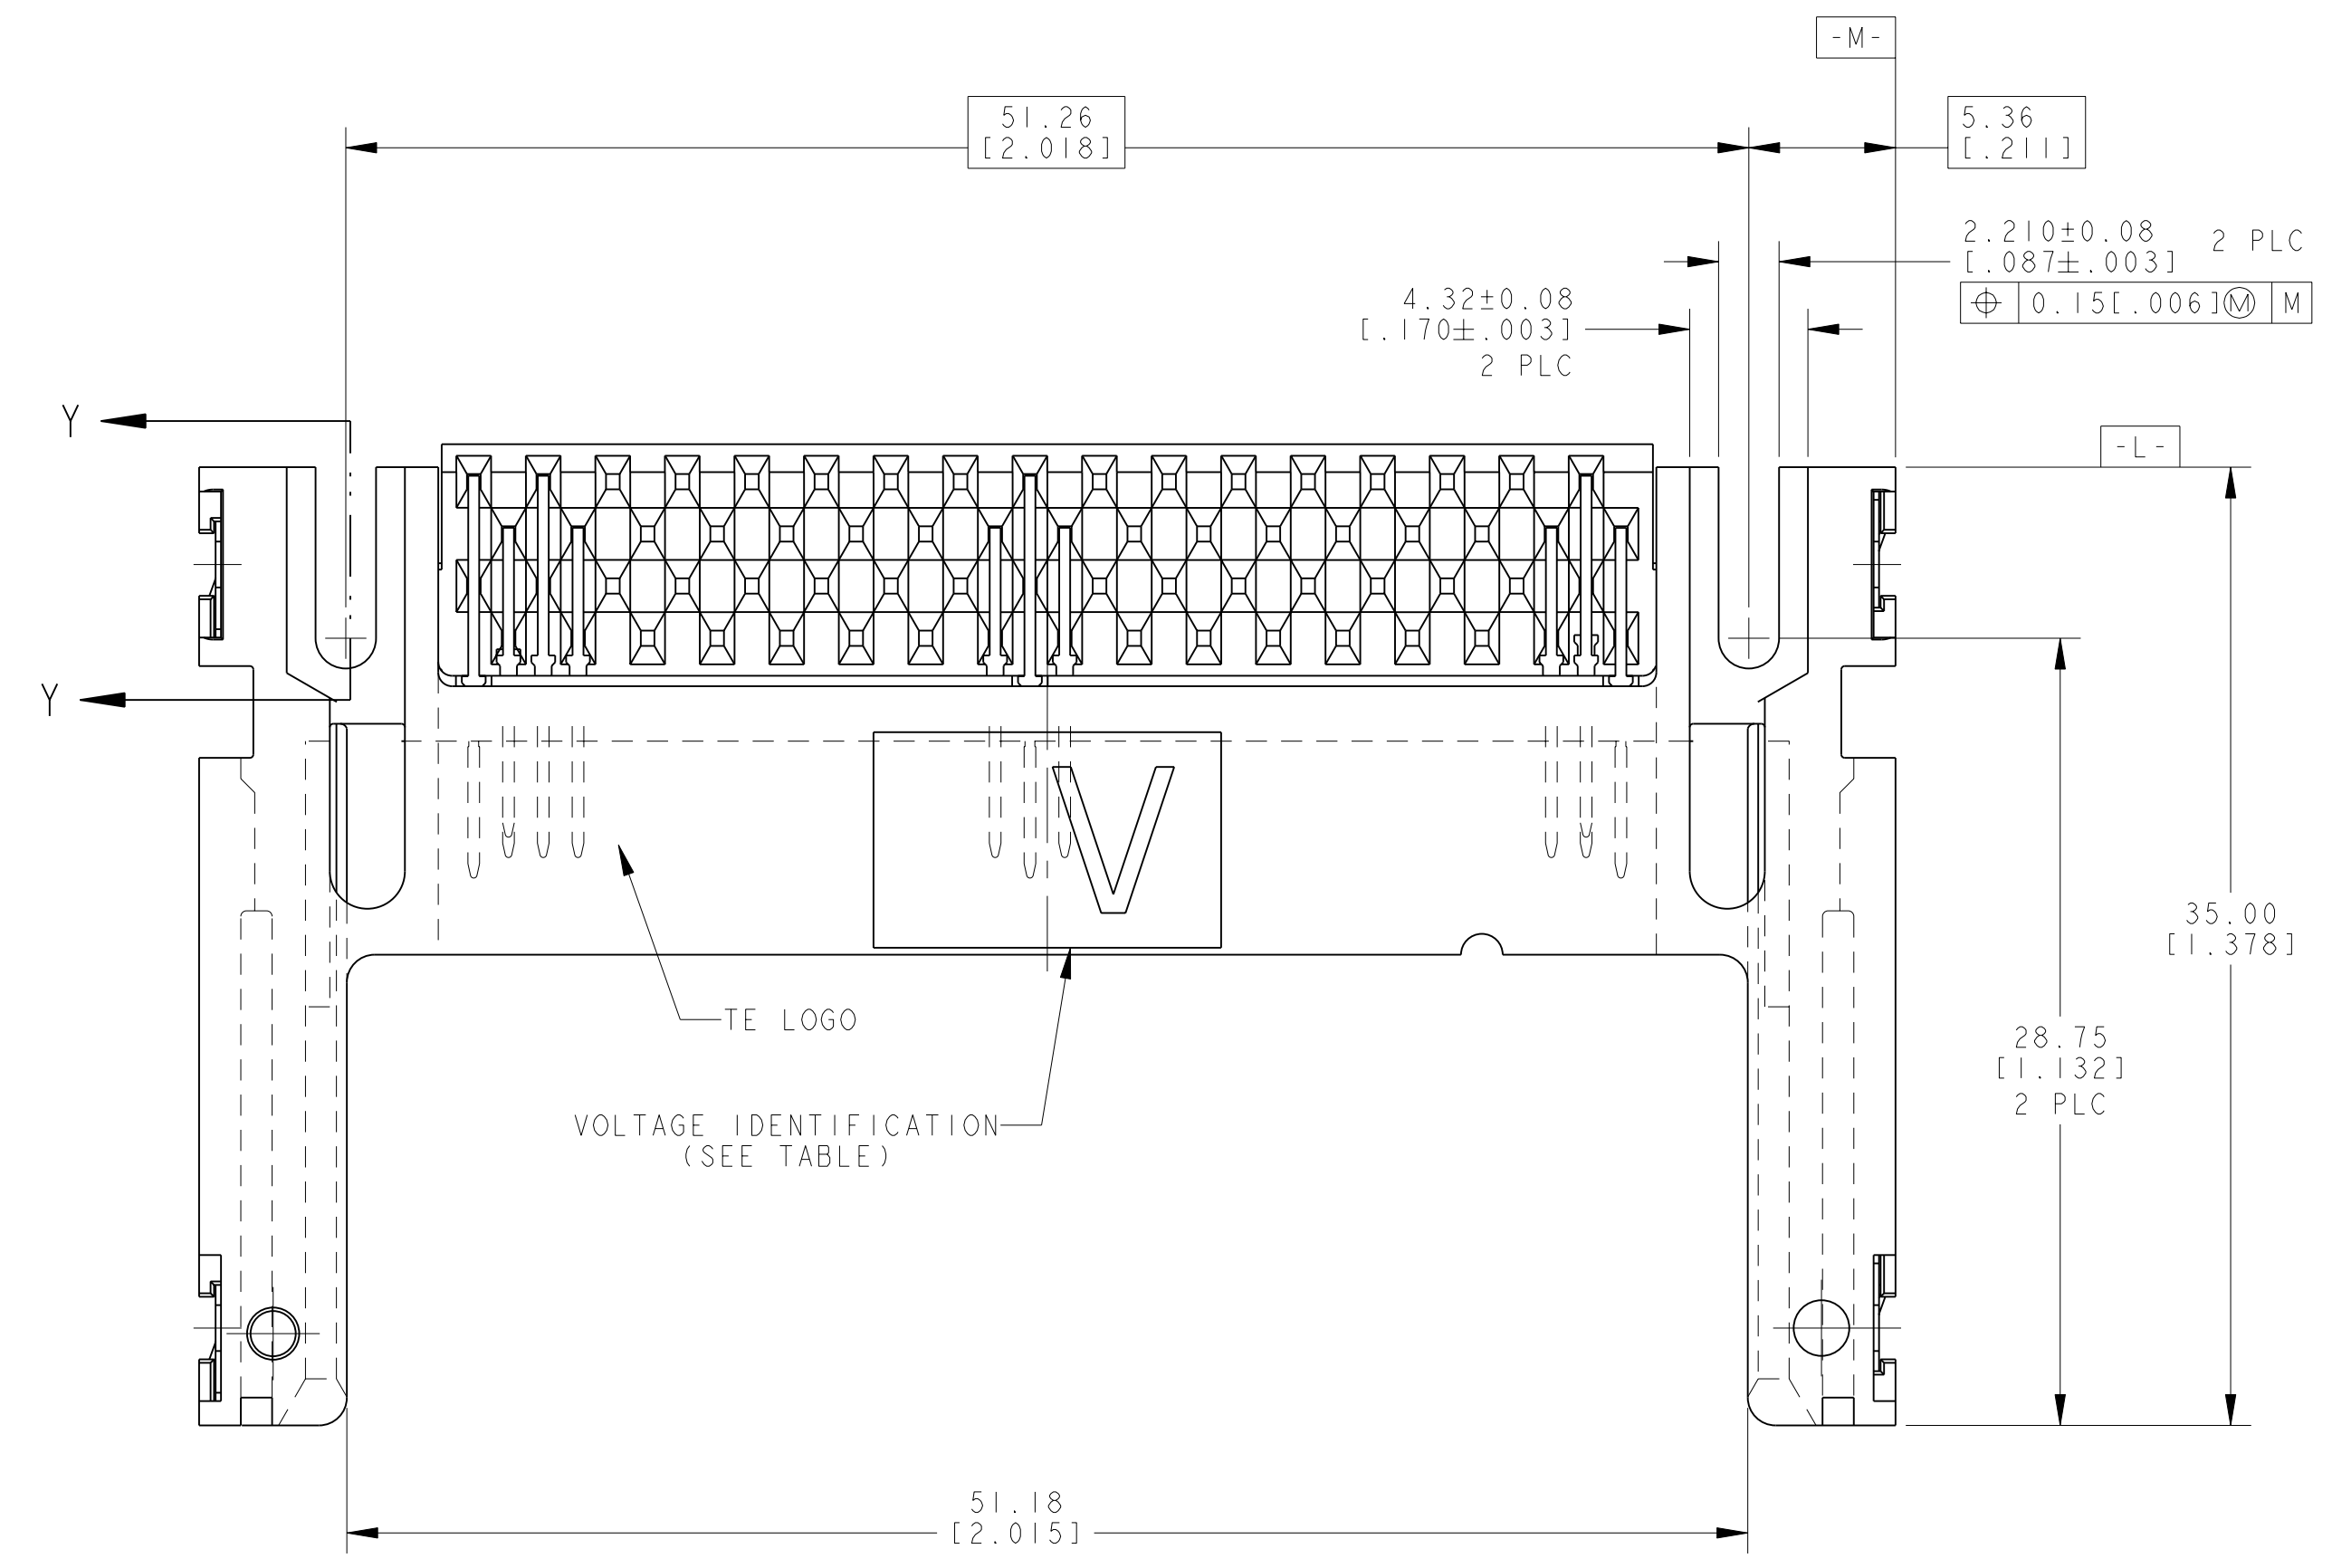 -M-
51.26
[2.018]
5.36
[.211]
2.210±0.08 2 PLC
[.087±.003]
⌖ 0.15[.006]Ⓜ M
4.32±0.08
[.170±.003]
2 PLC
Y
-L-
Y
V
35.00
[1.378]
TE LOGO
28.75
[1.132]
2 PLC
VOLTAGE IDENTIFICATION
(SEE TABLE)
51.18
[2.015]